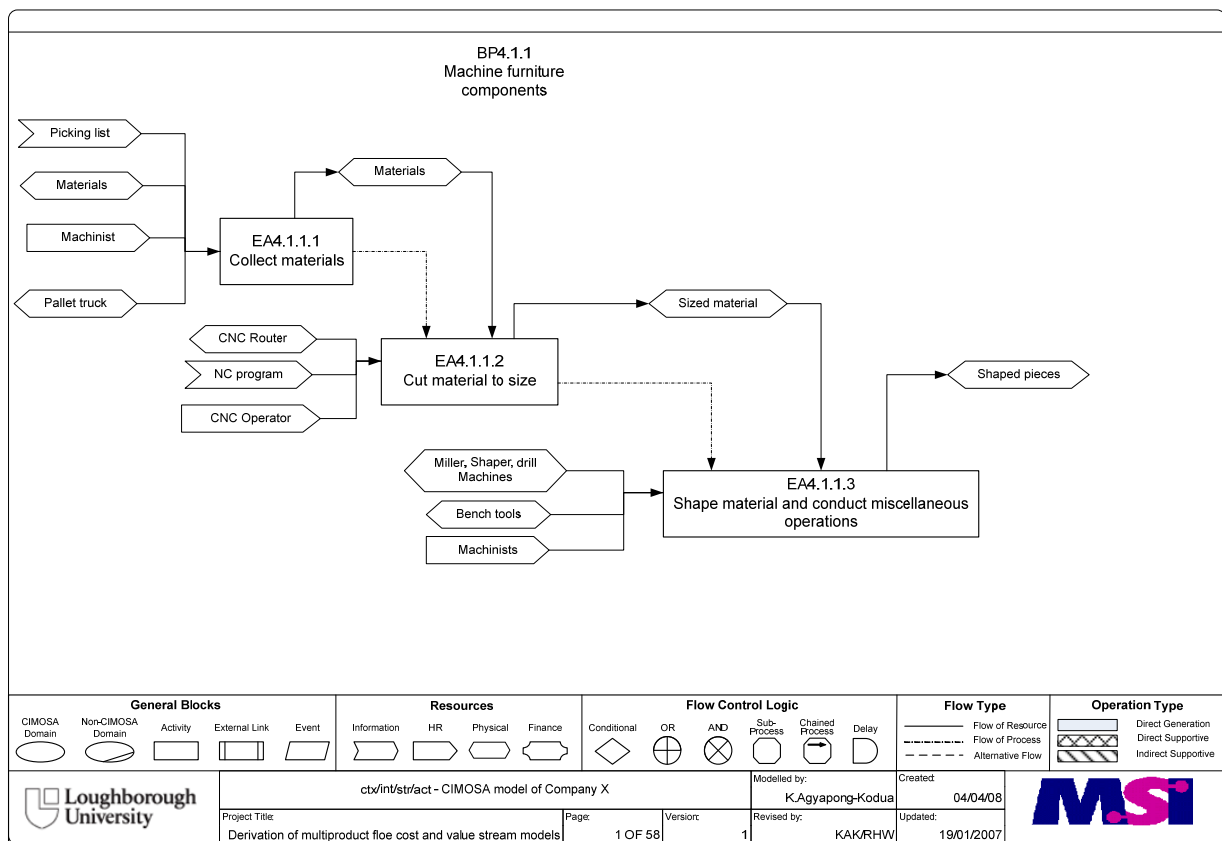 BP4.1.1
Machine furniture
components
Picking list
Materials
Machinist
Pallet truck
Materials
EA4.1.1.1
Collect materials
CNC Router
NC program
CNC Operator
EA4.1.1.2
Cut material to size
Sized material
Shaped pieces
Miller, Shaper, drill
Machines
Bench tools
Machinists
EA4.1.1.3
Shape material and conduct miscellaneous
operations
General Blocks
CIMOSA
Domain
Non-CIMOSA
Domain
Activity
External Link
Event
Resources
Information
HR
Physical
Finance
Flow Control Logic
Conditional
OR
AND
Sub-
Process
Chained
Process
Delay
Flow Type
Flow of Resource
Flow of Process
Alternative Flow
Operation Type
Direct Generation
Direct Supportive
Indirect Supportive
Loughborough
University
ctx/int/str/act - CIMOSA model of Company X
Modelled by:
K.Agyapong-Kodua
Created:
04/04/08
Project Title:
Derivation of multiproduct floe cost and value stream models
Page:
1 OF 58
Version:
1
Revised by:
KAK/RHW
Updated:
19/01/2007
MSI